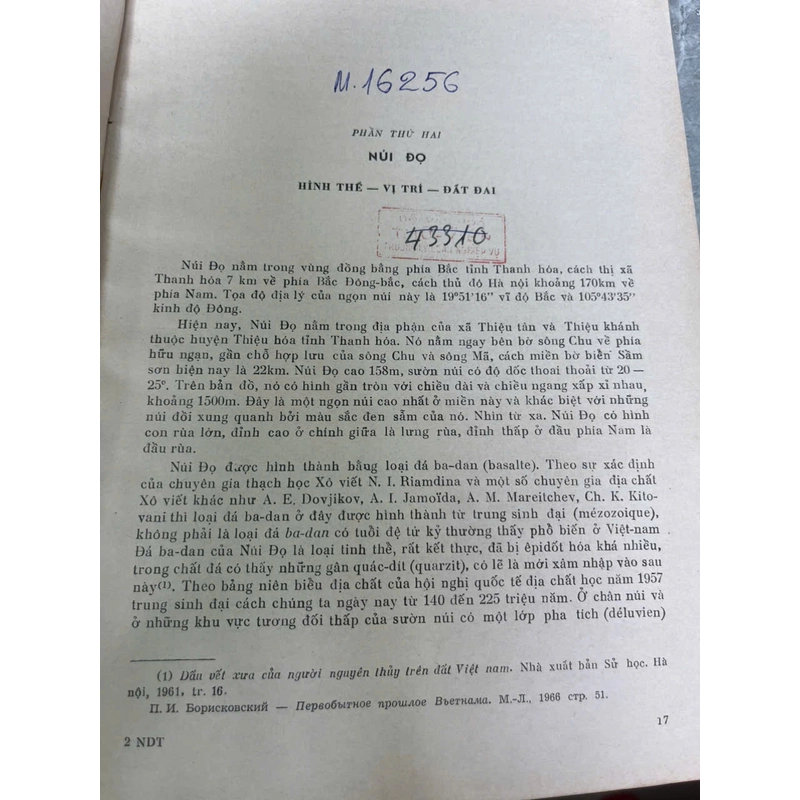 M.16256
PHẦN THỨ HAI
NÚI ĐỌ
HÌNH THỂ — VỊ TRÍ — ĐẤT ĐAI
43310
Núi Đọ nằm trong vùng đồng bằng phía Bắc tỉnh Thanh hóa, cách thị xã
Thanh hóa 7 km về phía Bắc Đông-bắc, cách thủ đô Hà nội khoảng 170km về
phía Nam. Tọa độ địa lý của ngọn núi này là 19°51'16" vĩ độ Bắc và 105°43'35"
kinh độ Đông.
Hiện nay, Núi Đọ nằm trong địa phận của xã Thiệu tân và Thiệu khánh
thuộc huyện Thiệu hóa tỉnh Thanh hóa. Nó nằm ngay bên bờ sông Chu về phía
hữu ngạn, gần chỗ hợp lưu của sông Chu và sông Mã, cách miền bờ biển Sầm
sơn hiện nay là 22km. Núi Đọ cao 158m, sườn núi có độ dốc thoai thoải từ 20 —
25°. Trên bản đồ, nó có hình gần tròn với chiều dài và chiều ngang xấp xỉ nhau,
khoảng 1500m. Đây là một ngọn núi cao nhất ở miền này và khác biệt với những
núi đồi xung quanh bởi màu sắc đen sẫm của nó. Nhìn từ xa. Núi Đọ có hình
con rùa lớn, đỉnh cao ở chính giữa là lưng rùa, đỉnh thấp ở đầu phía Nam là
đầu rùa.
Núi Đọ được hình thành bằng loại đá ba-dan (basalte). Theo sự xác định
của chuyên gia thạch học Xô viết N. I. Riamdina và một số chuyên gia địa chất
Xô viết khác như A. E. Dovjikov, A. I. Jamoïda, A. M. Mareitchev, Ch. K. Kito-
vani thì loại đá ba-dan ở đây được hình thành từ trung sinh đại (mézozoique),
không phải là loại đá ba-dan có tuổi đệ tứ kỷ thường thấy phổ biến ở Việt-nam
Đá ba-dan của Núi Đọ là loại tinh thể, rất kết thực, đã bị êpidốt hóa khá nhiều,
trong chất đá có thấy những gân quác-dít (quarzit), có lẽ là mới xâm nhập vào sau
này(1). Theo bảng niên biểu địa chất của hội nghị quốc tế địa chất học năm 1957
trung sinh đại cách chúng ta ngày nay từ 140 đến 225 triệu năm. Ở chân núi và
ở những khu vực tương đối thấp của sườn núi có một lớp pha tích (déluvien)
(1) Dấu vết xưa của người nguyên thủy trên đất Việt nam. Nhà xuất bản Sử học. Hà
nội, 1961, tr. 16.
П. И. Борисковский — Первобытное прошлое Вьетнама. М.-Л., 1966 стр. 51.
17
2 NDT